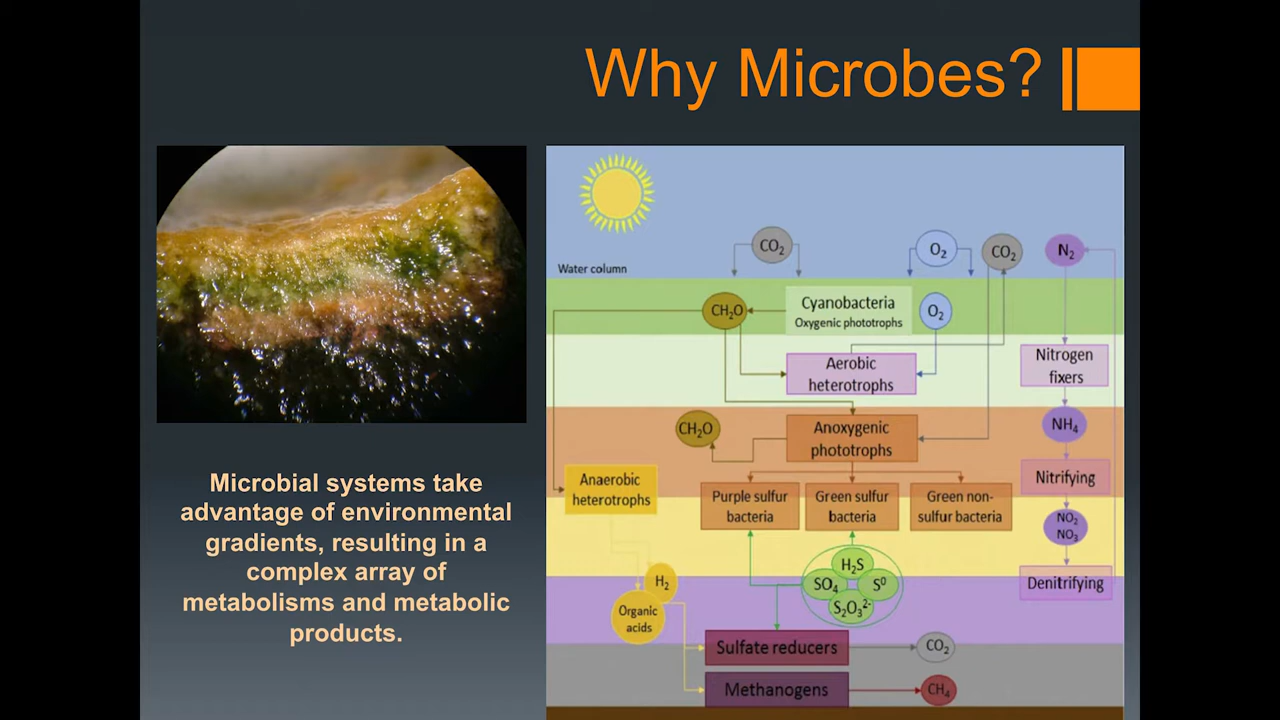 Why Microbes?
Microbial systems take
advantage of environmental
gradients, resulting in a
complex array of
metabolisms and metabolic
products.
CO₂
O₂
CO₂
N₂
Water column
CH₂O
Cyanobacteria
Oxygenic phototrophs
O₂
Aerobic
heterotrophs
Nitrogen
fixers
CH₂O
Anoxygenic
phototrophs
NH₄
Anaerobic
heterotrophs
Nitrifying
Purple sulfur
bacteria
Green sulfur
bacteria
Green non-
sulfur bacteria
NO₂
NO₃
H₂S
SO₄
S⁰
S₂O₃²⁻
H₂
Organic
acids
Denitrifying
Sulfate reducers
CO₂
Methanogens
CH₄